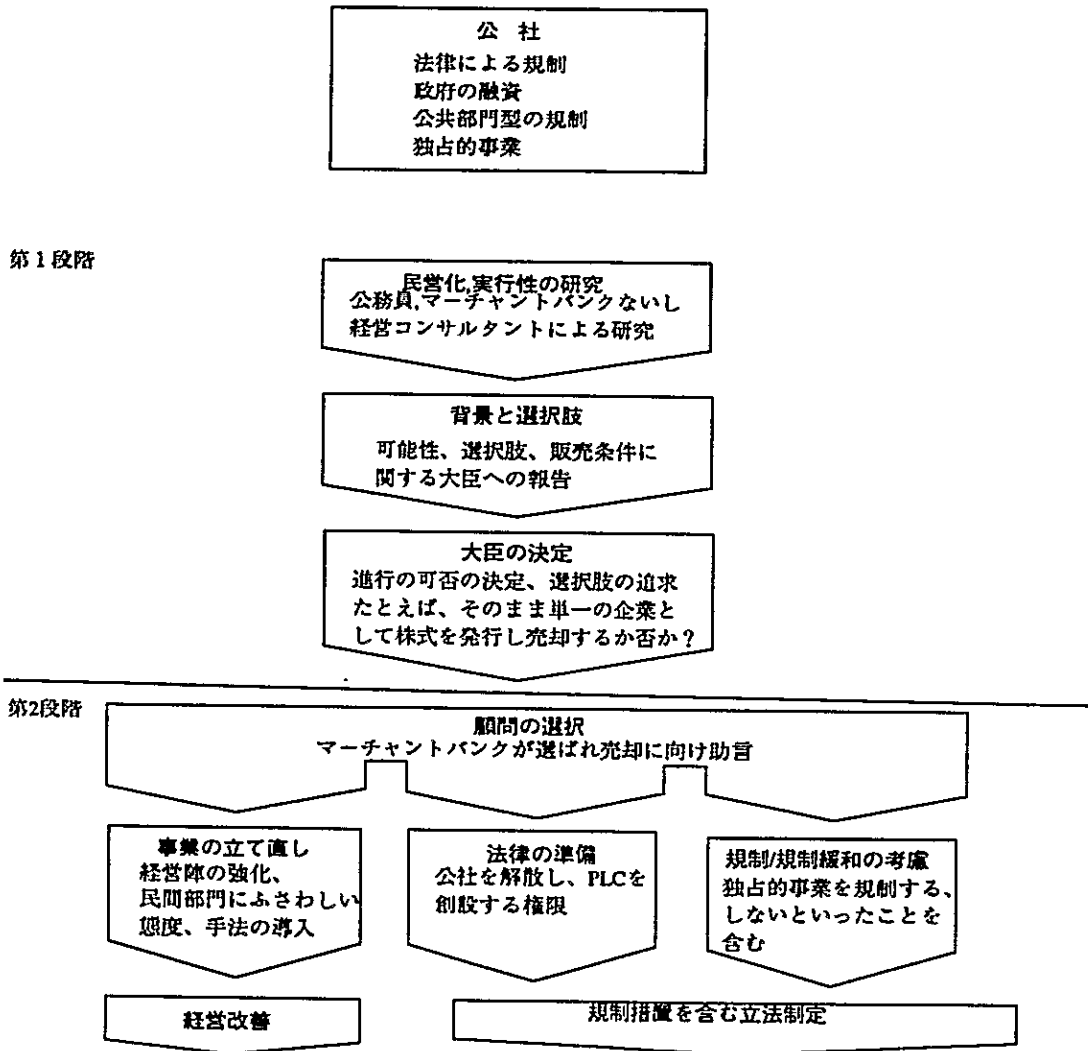 公 社
法律による規制
政府の融資
公共部門型の規制
独占的事業
第1段階
民営化,実行性の研究
公務員,マーチャントバンクないし
経営コンサルタントによる研究
背景と選択肢
可能性、選択肢、販売条件に
関する大臣への報告
大臣の決定
進行の可否の決定、選択肢の追求
たとえば、そのまま単一の企業と
して株式を発行し売却するか否か？
第2段階
顧問の選択
マーチャントバンクが選ばれ売却に向け助言
事業の立て直し
経営陣の強化、
民間部門にふさわしい
態度、手法の導入
法律の準備
公社を解散し、PLCを
創設する権限
規制/規制緩和の考慮
独占的事業を規制する、
しないといったことを
含む
経営改善
規制措置を含む立法制定